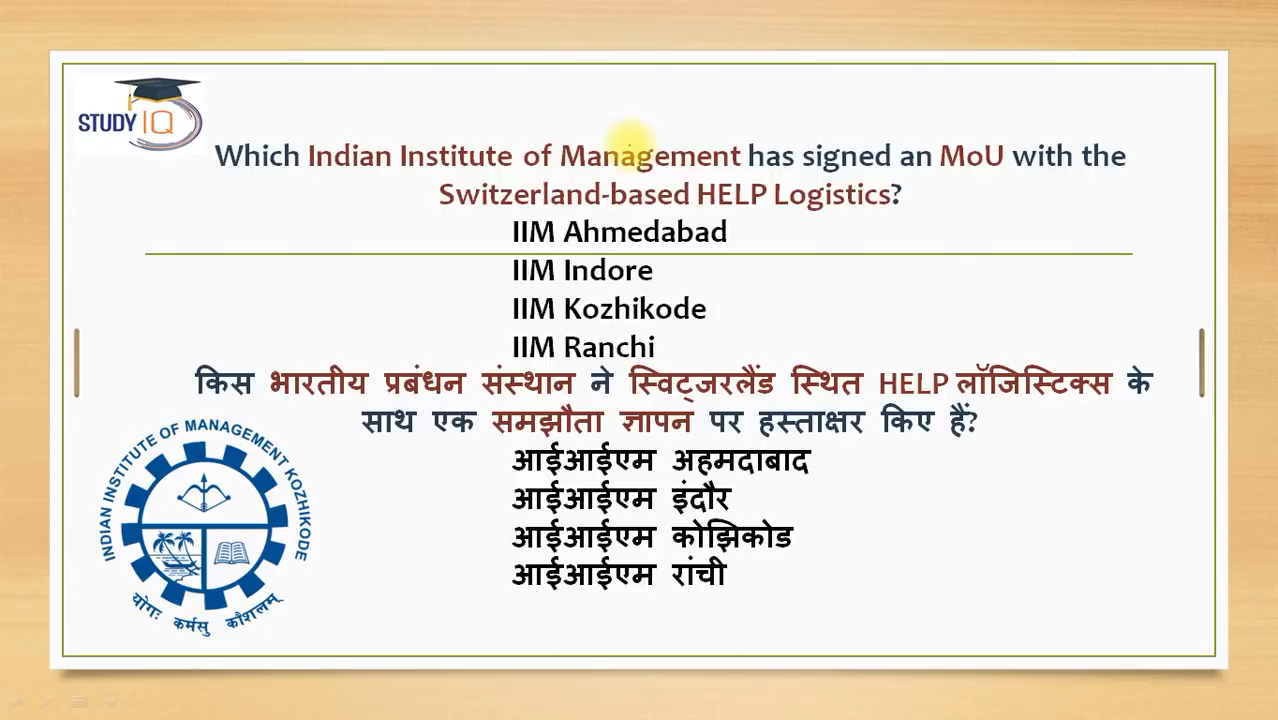 STUDY IQ
Which Indian Institute of Management has signed an MoU with the
Switzerland-based HELP Logistics?
IIM Ahmedabad
IIM Indore
IIM Kozhikode
IIM Ranchi
किस भारतीय प्रबंधन संस्थान ने स्विट्जरलैंड स्थित HELP लॉजिस्टिक्स के
साथ एक समझौता ज्ञापन पर हस्ताक्षर किए हैं?
आईआईएम अहमदाबाद
आईआईएम इंदौर
आईआईएम कोझिकोड
आईआईएम रांची
INDIAN INSTITUTE OF MANAGEMENT KOZHIKODE
योगः कर्मसु कौशलम्